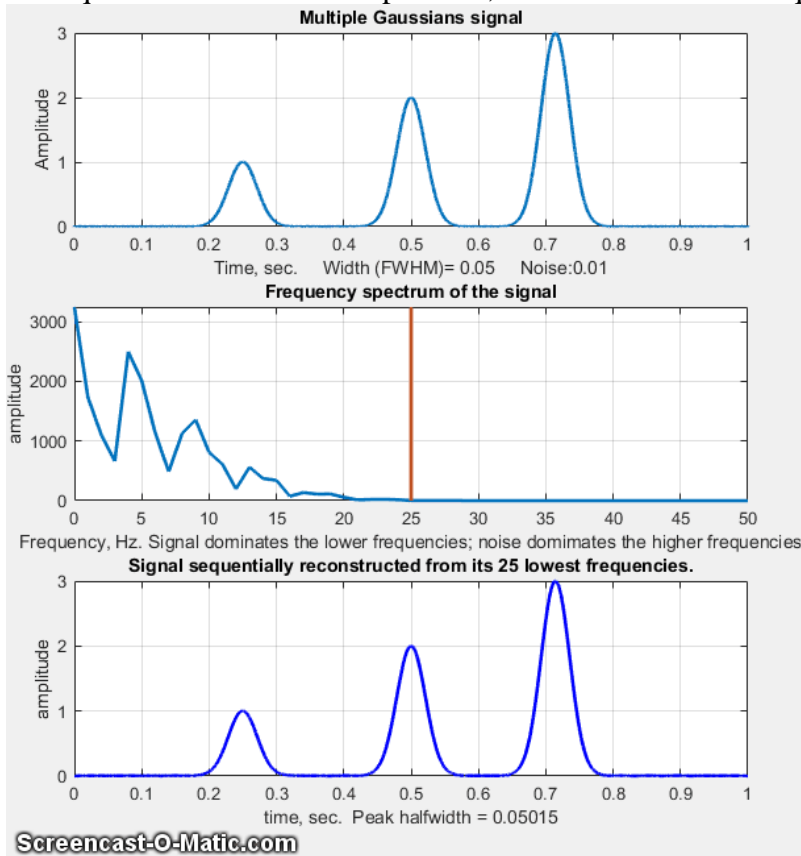 Multiple Gaussians signal
3
2
1
0
Amplitude
0 0.1 0.2 0.3 0.4 0.5 0.6 0.7 0.8 0.9 1
Time, sec. Width (FWHM)= 0.05 Noise:0.01
Frequency spectrum of the signal
3000
2000
1000
0
amplitude
0 5 10 15 20 25 30 35 40 45 50
Frequency, Hz. Signal dominates the lower frequencies; noise domimates the higher frequencies
Signal sequentially reconstructed from its 25 lowest frequencies.
3
2
1
0
amplitude
0 0.1 0.2 0.3 0.4 0.5 0.6 0.7 0.8 0.9 1
time, sec. Peak halfwidth = 0.05015
Screencast-O-Matic.com